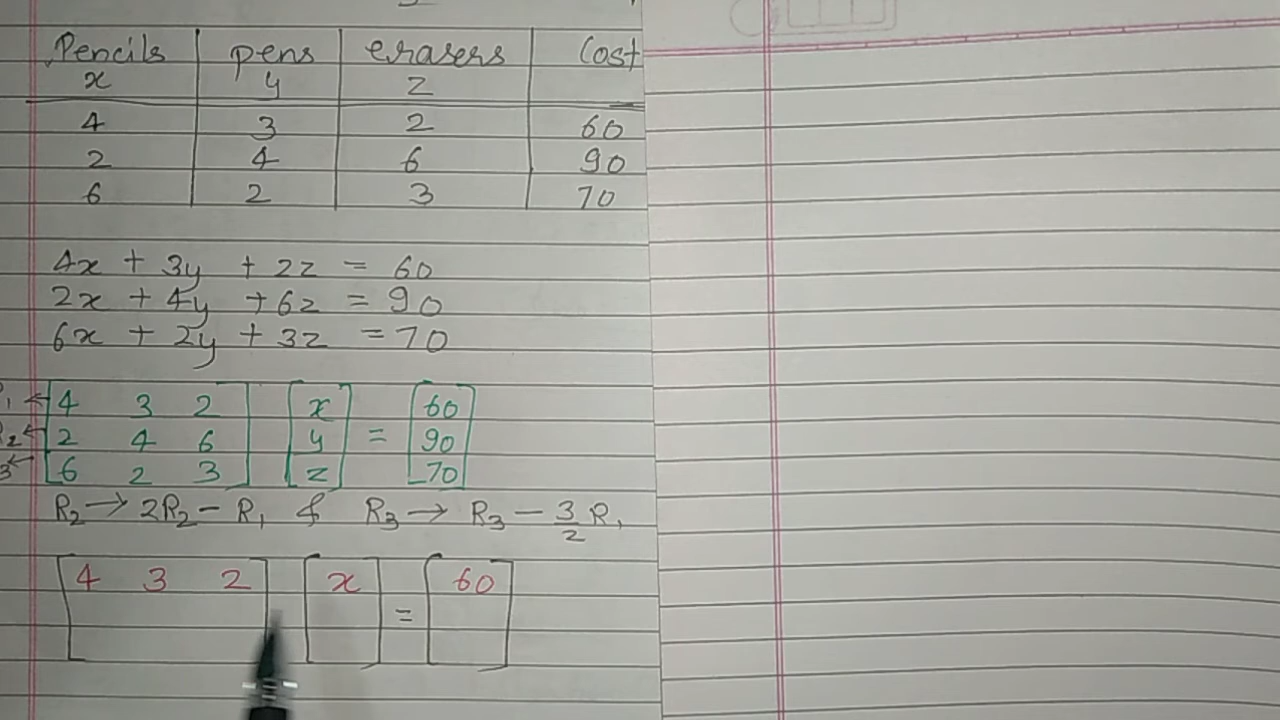 Pencils pens erasers Cost
x y z
4 3 2 60
2 4 6 90
6 2 3 70
4x + 3y + 2z = 60
2x + 4y + 6z = 90
6x + 2y + 3z = 70
[4 3 2] [x] [60]
[2 4 6] [y] = [90]
[6 2 3] [z] [70]
R₂ → 2R₂ - R₁ & R₃ → R₃ - 3/2 R₁
[4 3 2] [x] = [60]